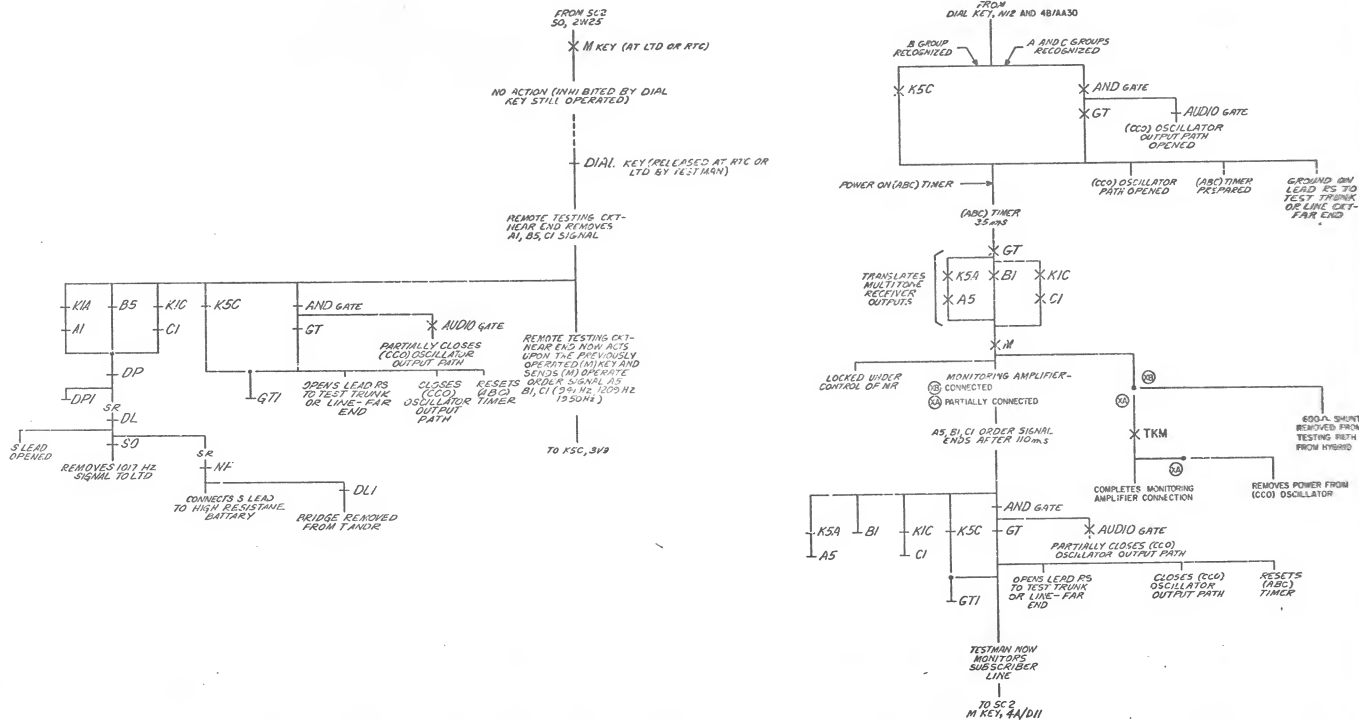 FROM SC2
SO, 2W25
M KEY (AT LTD OR RTC)
NO ACTION (INHIBITED BY DIAL
KEY STILL OPERATED)
DIAL KEY (RELEASED AT RTC OR
LTD BY TESTMAN)
REMOTE TESTING CKT-
NEAR END REMOVES
A1, B5, C1 SIGNAL
K1A
B5
K1C
K5C
AND GATE
A1
C1
GT
AUDIO GATE
PARTIALLY CLOSES
(CCO) OSCILLATOR
OUTPUT PATH
REMOTE TESTING CKT-
NEAR END NOW ACTS
UPON THE PREVIOUSLY
OPERATED (M) KEY AND
SENDS (M) OPERATE
ORDER SIGNAL A5
B1, C1 (941 HZ, 1209 HZ
1950 HZ)
TO K5C, 3V9
DP
DP1
GT1
OPENS LEAD RS
TO TEST TRUNK
OR LINE-FAR
END
CLOSES
(CCO)
OSCILLATOR
OUTPUT
PATH
RESETS
(ABC)
TIMER
SR
DL
S LEAD
OPENED
SO
REMOVES 1017 HZ
SIGNAL TO LTD
SR
NF
CONNECTS S LEAD
TO HIGH RESISTANE
BATTARY
DL1
BRIDGE REMOVED
FROM TANDR
FROM
DIAL KEY, N12 AND 4B/AA30
B GROUP
RECOGNIZED
A AND C GROUPS
RECOGNIZED
K5C
AND GATE
GT
AUDIO GATE
(CCO) OSCILLATOR
OUTPUT PATH
OPENED
POWER ON (ABC) TIMER
(CCO) OSCILLATOR
PATH OPENED
(ABC) TIMER
PREPARED
GROUND ON
LEAD RS TO
TEST TRUNK
OR LINE CKT-
FAR END
(ABC) TIMER
35ms
GT
TRANSLATES
MULTITONE
RECEIVER
OUTPUTS
K5A
B1
K1C
A5
C1
M
LOCKED UNDER
CONTROL OF NR
MONITORING AMPLIFIER-
XB CONNECTED
XA PARTIALLY CONNECTED
XB
XA
600Ω SHUNT
REMOVED FROM
TESTING PATH
FROM HYBRID
A5, B1, C1 ORDER SIGNAL
ENDS AFTER 110ms
TKM
XA
COMPLETES MONITORING
AMPLIFIER CONNECTION
REMOVES POWER FROM
(CCO) OSCILLATOR
K5A
B1
K1C
K5C
AND GATE
A5
C1
GT
AUDIO GATE
PARTIALLY CLOSES (CCO)
OSCILLATOR OUTPUT PATH
GT1
OPENS LEAD RS
TO TEST TRUNK
OR LINE-FAR
END
CLOSES (CCO)
OSCILLATOR
OUTPUT PATH
RESETS
(ABC)
TIMER
TESTMAN NOW
MONITORS
SUBSCRIBER
LINE
TO SC2
M KEY, 4A/D11